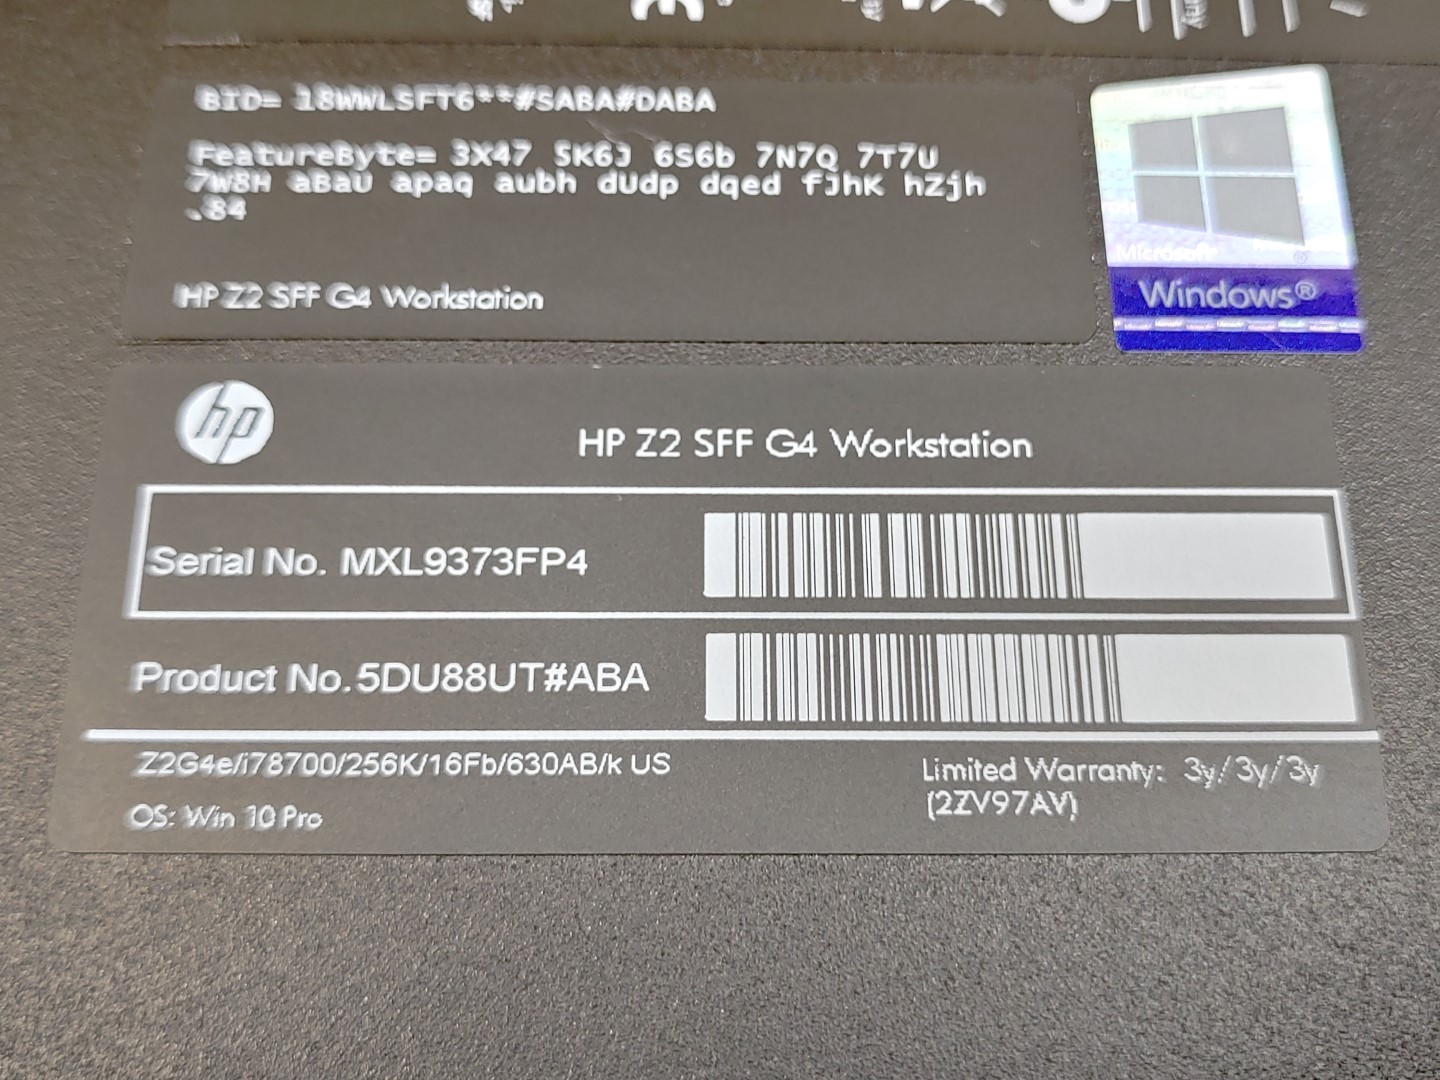 BID= 18WWLSFT6**#SABA#DABA
FeatureByte= 3X47 5K6J 6S6b 7N7Q 7T7U
7W8H aBaU apaq aubh dUdp dqed fJhK hZjh
.84
HP Z2 SFF G4 Workstation
Microsoft
Windows®
hp
HP Z2 SFF G4 Workstation
Serial No. MXL9373FP4
Product No.5DU88UT#ABA
Z2G4e/i78700/256K/16Fb/630AB/k US
Limited Warranty: 3y/3y/3y
(2ZV97AV)
OS: Win 10 Pro